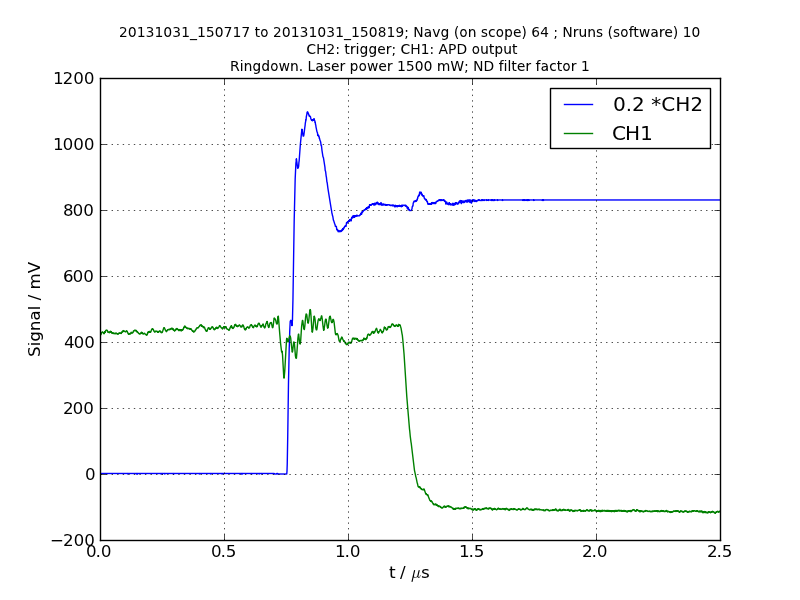 20131031_150717 to 20131031_150819; Navg (on scope) 64 ; Nruns (software) 10
CH2: trigger; CH1: APD output
Ringdown. Laser power 1500 mW; ND filter factor 1
1200
1000
800
600
400
200
0
−200
Signal / mV
0.2 *CH2
CH1
0.0
0.5
1.0
1.5
2.0
2.5
t / μs